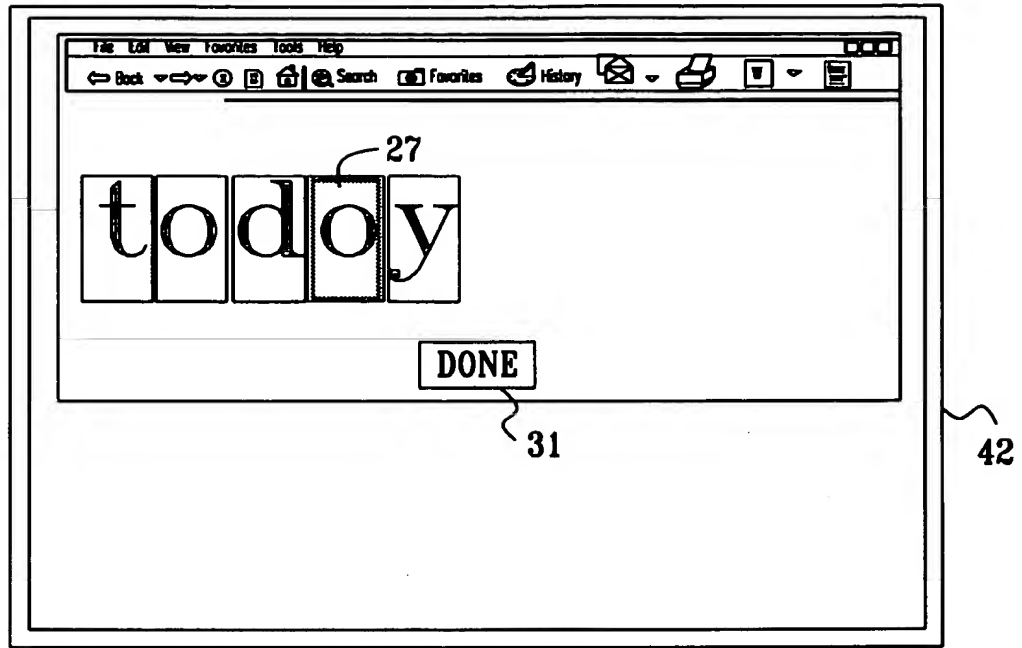 File Edit View Favorites Tools Help
Back Search Favorites History
27
todoy
DONE
31
42